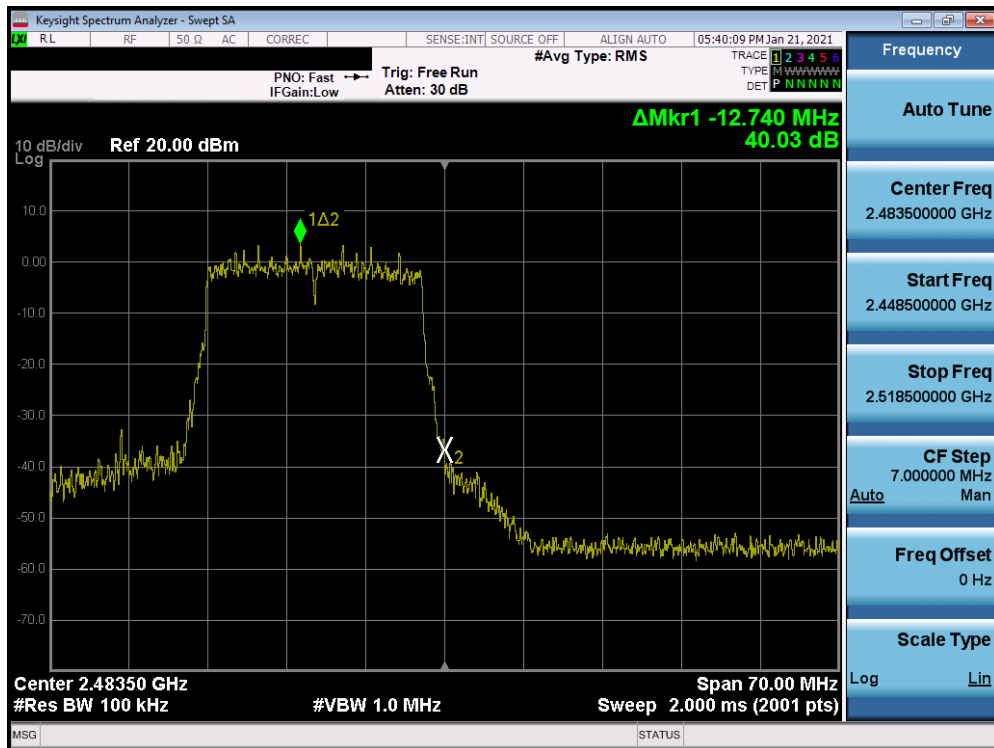 Keysight Spectrum Analyzer - Swept SA
LXI RL RF 50 Ω AC CORREC SENSE:INT SOURCE OFF ALIGN AUTO 05:40:09 PM Jan 21, 2021
#Avg Type: RMS
TRACE 1 2 3 4 5 6
PNO: Fast Trig: Free Run TYPE M W W W W W
IFGain:Low Atten: 30 dB DET P N N N N N
ΔMkr1 -12.740 MHz
40.03 dB
10 dB/div Ref 20.00 dBm
Log
10.0
0.00
-10.0
-20.0
-30.0
-40.0
-50.0
-60.0
-70.0
1Δ2
X2
Center 2.48350 GHz Span 70.00 MHz
#Res BW 100 kHz #VBW 1.0 MHz Sweep 2.000 ms (2001 pts)
MSG STATUS
Frequency
Auto Tune
Center Freq
2.483500000 GHz
Start Freq
2.448500000 GHz
Stop Freq
2.518500000 GHz
CF Step
7.000000 MHz
Auto Man
Freq Offset
0 Hz
Scale Type
Log Lin